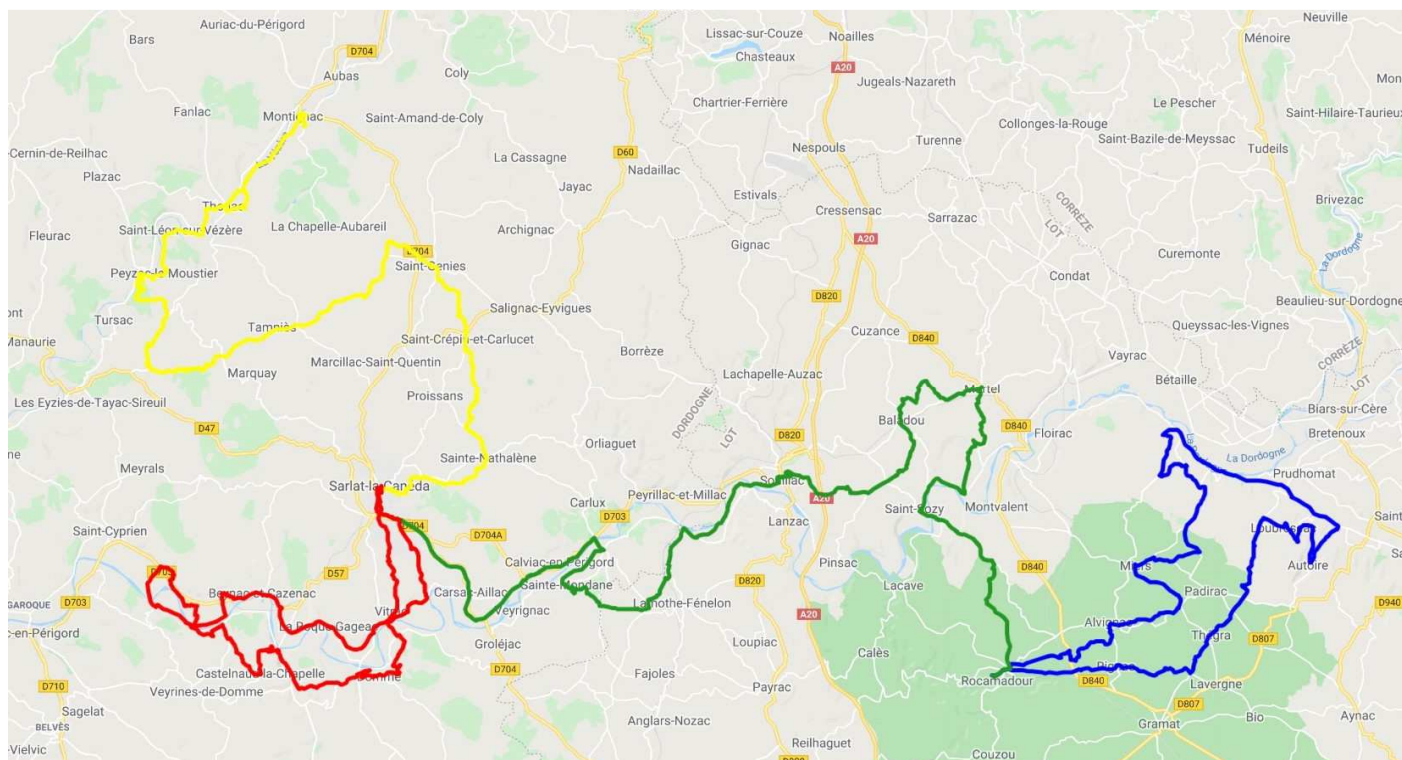 Auriac-du-Périgord
Bars
D704
Aubas
Coly
Fanlac
Montignac
Saint-Amand-de-Coly
-Cernin-de-Reilhac
Plazac
La Cassagne
D60
Nadaillac
Jayac
Thonac
Saint-Léon-sur-Vézère
La Chapelle-Aubareil
Fleurac
Archignac
Peyzac-le-Moustier
D704
Saint-Geniès
Salignac-Eyvigues
Tursac
Tamniès
Manaurie
Saint-Crépin-et-Carlucet
Marcillac-Saint-Quentin
Borrèze
Marquay
Proissans
Les Eyzies-de-Tayac-Sireuil
D47
Orliaguet
Meyrals
Sainte-Nathalène
Sarlat-la-Canéda
Saint-Cyprien
D704
D704A
Carlux
D703
Peyrillac-et-Millac
Calviac-en-Périgord
Sainte-Mondane
D57
D703
Beynac-et-Cazenac
Carsac-Aillac
Veyrignac
Lamothe-Fénelon
GAROQUE
D703
Vitrac
La Roque-Gageac
Groléjac
c-en-Périgord
Castelnaud-la-Chapelle
Domme
D704
Veyrines-de-Domme
Fajoles
D710
Sagelat
BELVÈS
-Vielvic
Anglars-Nozac
Lissac-sur-Couze
Noailles
Chasteaux
A20
Jugeals-Nazareth
Chartrier-Ferrière
Nespouls
Turenne
Collonges-la-Rouge
Le Pescher
Saint-Bazile-de-Meyssac
Neuville
Ménoire
Mon
Saint-Hilaire-Taurieux
Tudeils
Estivals
Cressensac
Sarrazac
CORRÈZE
LOT
Brivezac
A20
Gignac
Condat
Curemonte
La Dordogne
D820
Beaulieu-sur-Dordogne
Cuzance
D840
Queyssac-les-Vignes
Vayrac
CORRÈZE
LOT
Lachapelle-Auzac
Bétaille
Martel
DORDOGNE
LOT
Baladou
Biars-sur-Cère
D820
D840
Floirac
Bretenoux
La Dordogne
Souillac
Prudhomat
A20
Saint-Sozy
Montvalent
Lanzac
Saint-
Loubressac
Pinsac
Lacave
D840
Miers
Autoire
D820
Padirac
A20
Alvignac
Thégra
D807
D940
Loupiac
Calès
Rocamadour
D840
Lavergne
Payrac
D807
Bio
Aynac
Gramat
Reilhaguet
Couzou